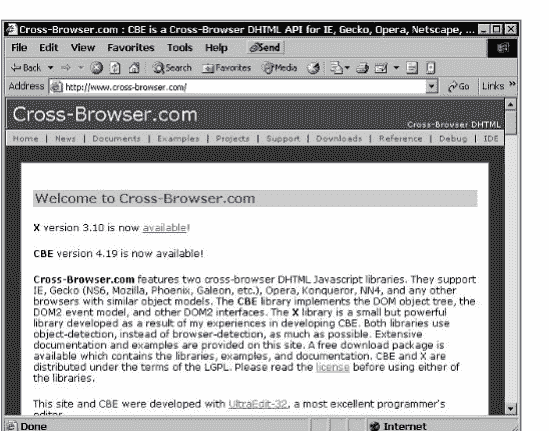 Cross-Browser.com : CBE is a Cross-Browser DHTML API for IE, Gecko, Opera, Netscape, ...
File Edit View Favorites Tools Help Send
Back Search Favorites Media
Address http://www.cross-browser.com/ Go Links »
Cross-Browser.com
Cross-Browser DHTML
Home | News | Documents | Examples | Projects | Support | Downloads | Reference | Debug | IDE
Welcome to Cross-Browser.com
X version 3.10 is now available!
CBE version 4.19 is now available!
Cross-Browser.com features two cross-browser DHTML Javascript libraries. They support
IE, Gecko (NS6, Mozilla, Phoenix, Galeon, etc.), Opera, Konqueror, NN4, and any other
browsers with similar object models. The CBE library implements the DOM object tree, the
DOM2 event model, and other DOM2 interfaces. The X library is a small but powerful
library developed as a result of my experiences in developing CBE. Both libraries use
object-detection, instead of browser-detection, as much as possible. Extensive
documentation and examples are provided on this site. A free download package is
available which contains the libraries, examples, and documentation. CBE and X are
distributed under the terms of the LGPL. Please read the license before using either of
the libraries.
This site and CBE were developed with UltraEdit-32, a most excellent programmer's
editor.
Done Internet